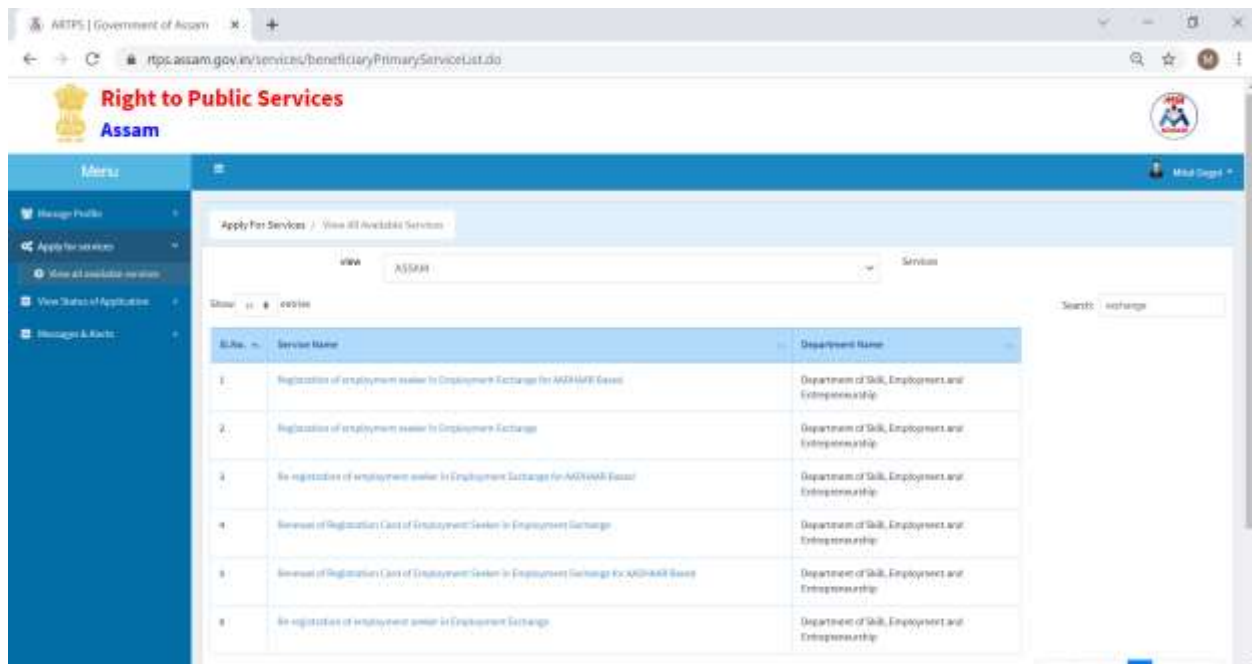 ARTPS | Government of Assam
rtps.assam.gov.in/services/beneficiaryPrimaryServiceList.do
M
Right to Public Services
Assam
Menu
Manage Profile
Apply for services
View all available services
View Status of Application
Messages & Alerts
Apply For Services / View All Available Services
view ASSAM Services
Show entries
Search: exchange
Sl.No. Service Name Department Name
1 Registration of employment seeker in Employment Exchange for AADHAAR Based Department of Skill, Employment and
Entrepreneurship
2 Registration of employment seeker in Employment Exchange Department of Skill, Employment and
Entrepreneurship
3 Re-registration of employment seeker in Employment Exchange for AADHAAR Based Department of Skill, Employment and
Entrepreneurship
4 Renewal of Registration Card of Employment Seeker in Employment Exchange Department of Skill, Employment and
Entrepreneurship
5 Renewal of Registration Card of Employment Seeker in Employment Exchange for AADHAAR Based Department of Skill, Employment and
Entrepreneurship
6 Re-registration of employment seeker in Employment Exchange Department of Skill, Employment and
Entrepreneurship